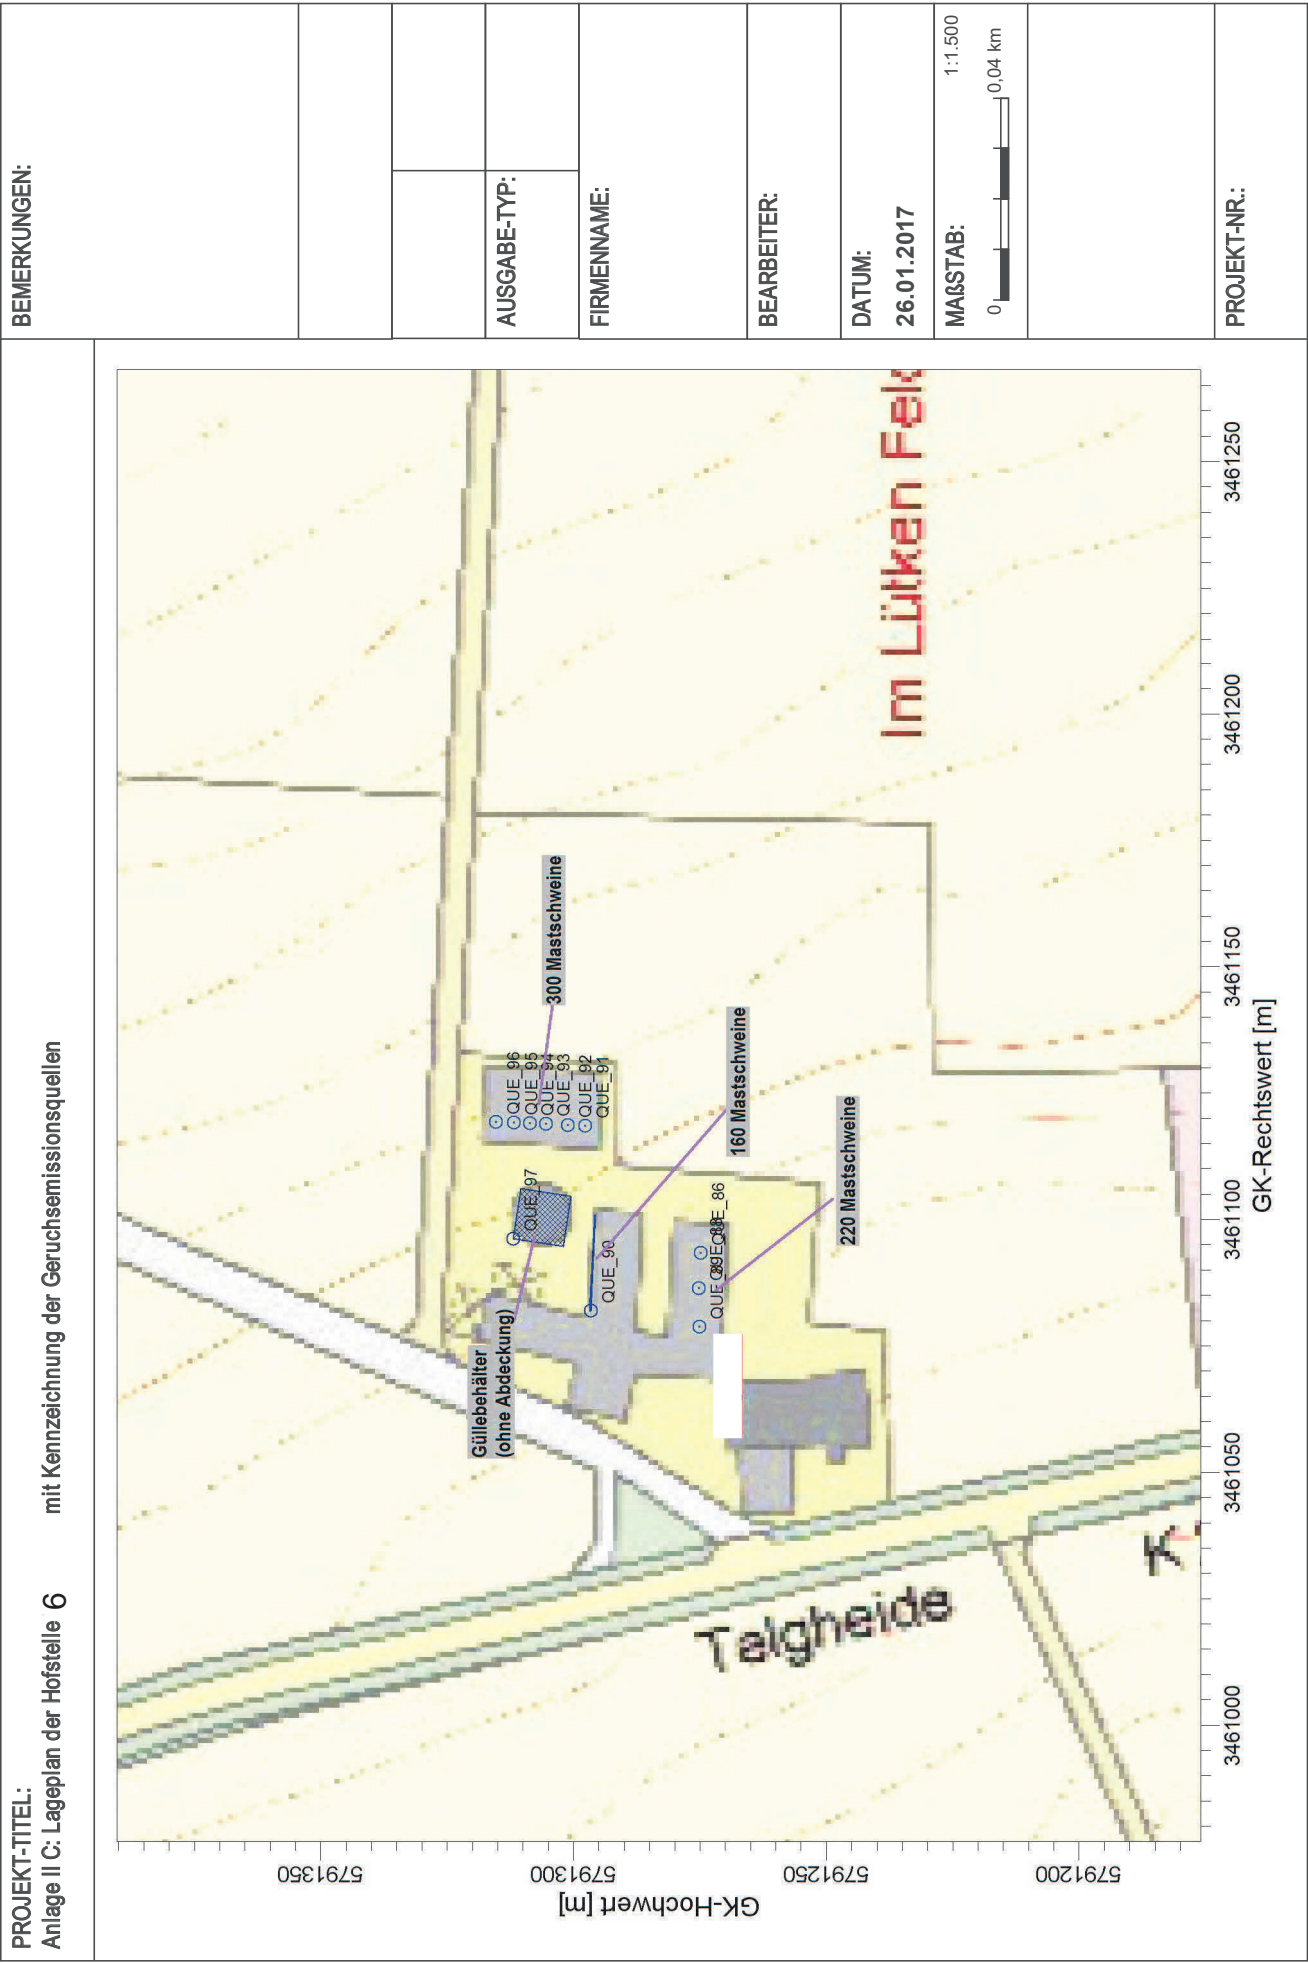 PROJEKT-TITEL:
Anlage II C: Lageplan der Hofstelle 6 mit Kennzeichnung der Geruchsemissionsquellen
BEMERKUNGEN:
AUSGABE-TYP:
FIRMENNAME:
BEARBEITER:
DATUM:
26.01.2017
MAßSTAB:
1:1.500
0
0,04 km
PROJEKT-NR.:
GK-Hochwert [m]
5791350
5791300
5791250
5791200
Güllebehälter
(ohne Abdeckung)
300 Mastschweine
160 Mastschweine
220 Mastschweine
QUE_97
QUE_96
QUE_95
QUE_94
QUE_93
QUE_92
QUE_91
QUE_90
QUE_89
QUE_88
QUE_86
Telgheide
K
Im Lütken Feld
3461000
3461050
3461100
3461150
3461200
3461250
GK-Rechtswert [m]